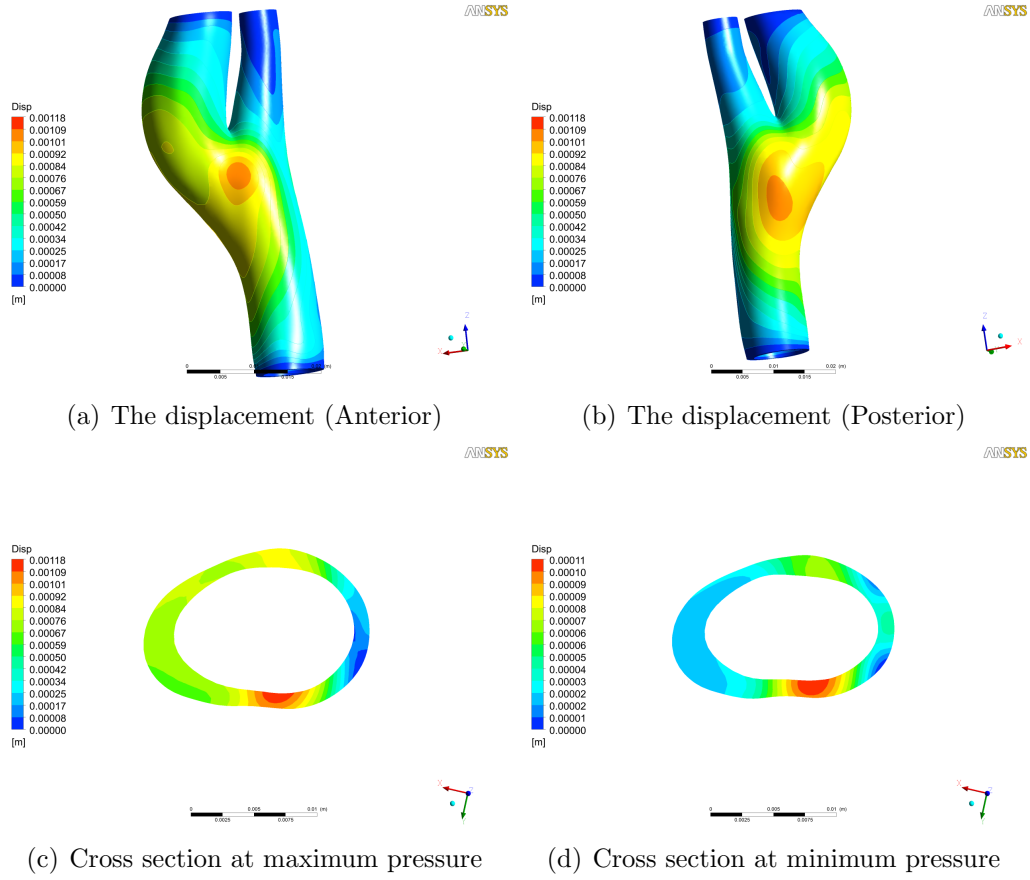 ANSYS
Disp
0.00118
0.00109
0.00101
0.00092
0.00084
0.00076
0.00067
0.00059
0.00050
0.00042
0.00034
0.00025
0.00017
0.00008
0.00000
[m]
0
0.005
0.015
(m)
X
Z
(a) The displacement (Anterior)
ANSYS
Disp
0.00118
0.00109
0.00101
0.00092
0.00084
0.00076
0.00067
0.00059
0.00050
0.00042
0.00034
0.00025
0.00017
0.00008
0.00000
[m]
0 0.01 0.02 (m)
0.005 0.015
Z
X
(b) The displacement (Posterior)
ANSYS
Disp
0.00118
0.00109
0.00101
0.00092
0.00084
0.00076
0.00067
0.00059
0.00050
0.00042
0.00034
0.00025
0.00017
0.00008
0.00000
[m]
0 0.005 0.01 (m)
0.0025 0.0075
X
(c) Cross section at maximum pressure
ANSYS
Disp
0.00011
0.00010
0.00009
0.00009
0.00008
0.00007
0.00006
0.00006
0.00005
0.00004
0.00003
0.00002
0.00002
0.00001
0.00000
[m]
0 0.005 0.01 (m)
0.0025 0.0075
X
(d) Cross section at minimum pressure